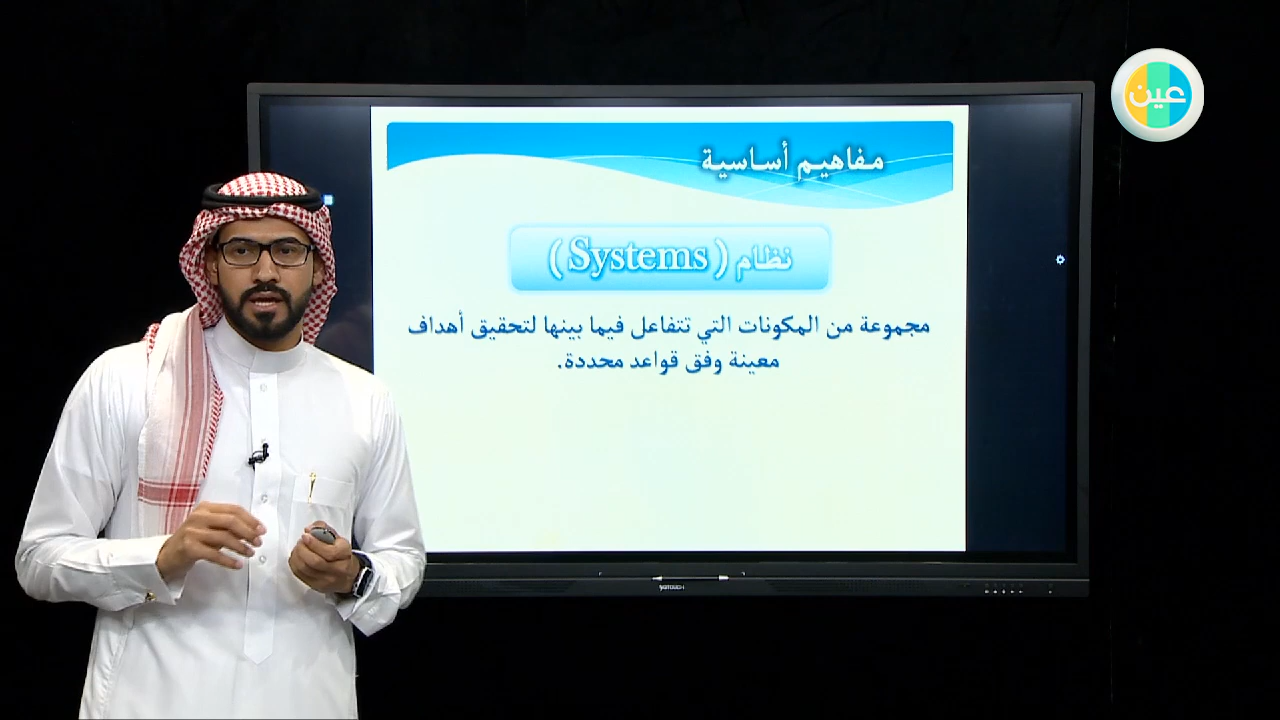 عين
مفاهيم أساسية
نظام ( Systems )
مجموعة من المكونات التي تتفاعل فيما بينها لتحقيق أهداف
معينة وفق قواعد محددة.